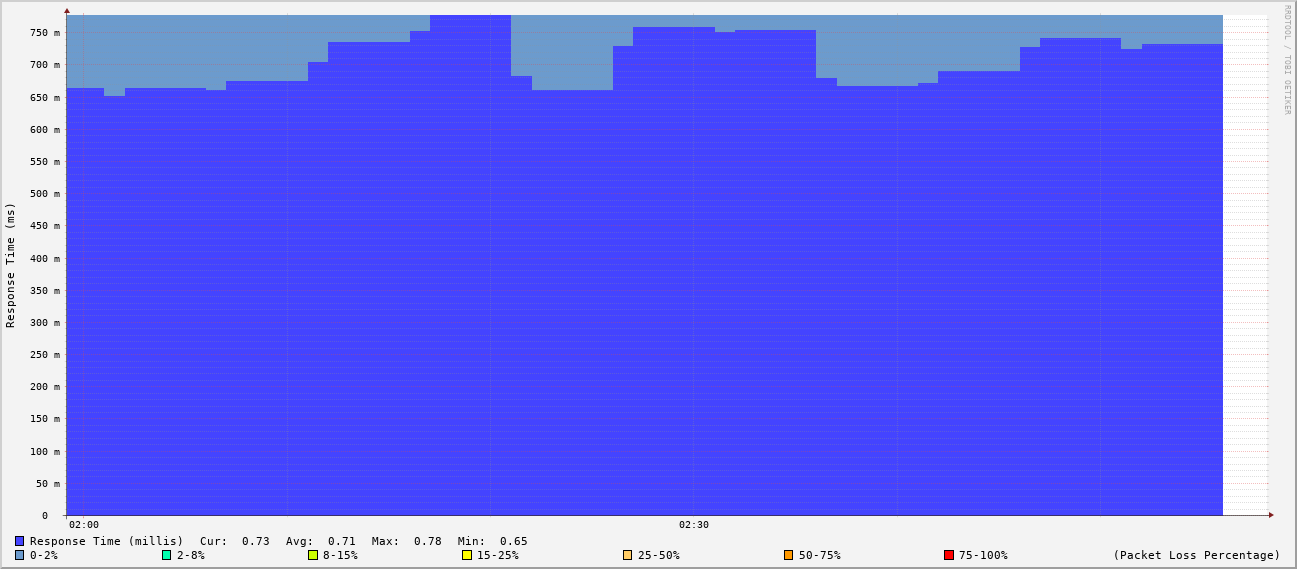 RRDTOOL / TOBI OETIKER
Response Time (ms)
750 m
700 m
650 m
600 m
550 m
500 m
450 m
400 m
350 m
300 m
250 m
200 m
150 m
100 m
50 m
0
02:00 02:30
Response Time (millis) Cur: 0.73 Avg: 0.71 Max: 0.78 Min: 0.65
0-2% 2-8% 8-15% 15-25% 25-50% 50-75% 75-100% (Packet Loss Percentage)